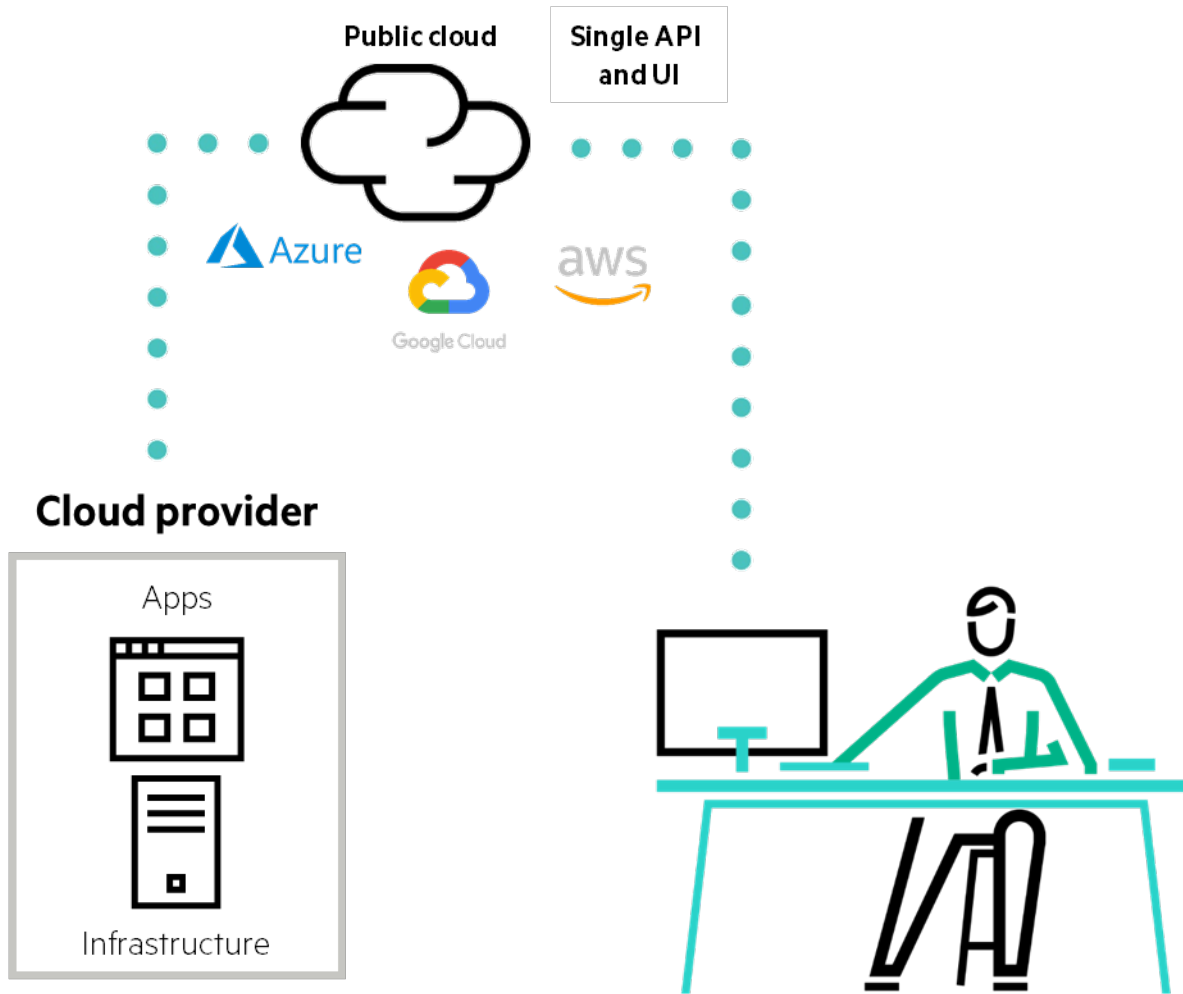 Public cloud
Single API
and UI
Azure
aws
Google Cloud
Cloud provider
Apps
Infrastructure